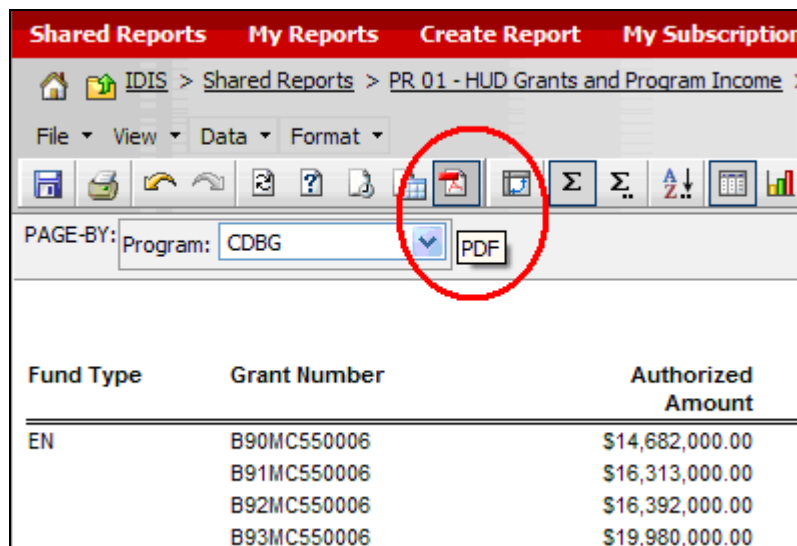 Shared Reports My Reports Create Report My Subscription
IDIS > Shared Reports > PR 01 - HUD Grants and Program Income >
File View Data Format
PAGE-BY: Program: CDBG
PDF
Fund Type Grant Number Authorized
Amount
EN B90MC550006 $14,682,000.00
B91MC550006 $16,313,000.00
B92MC550006 $16,392,000.00
B93MC550006 $19,980,000.00